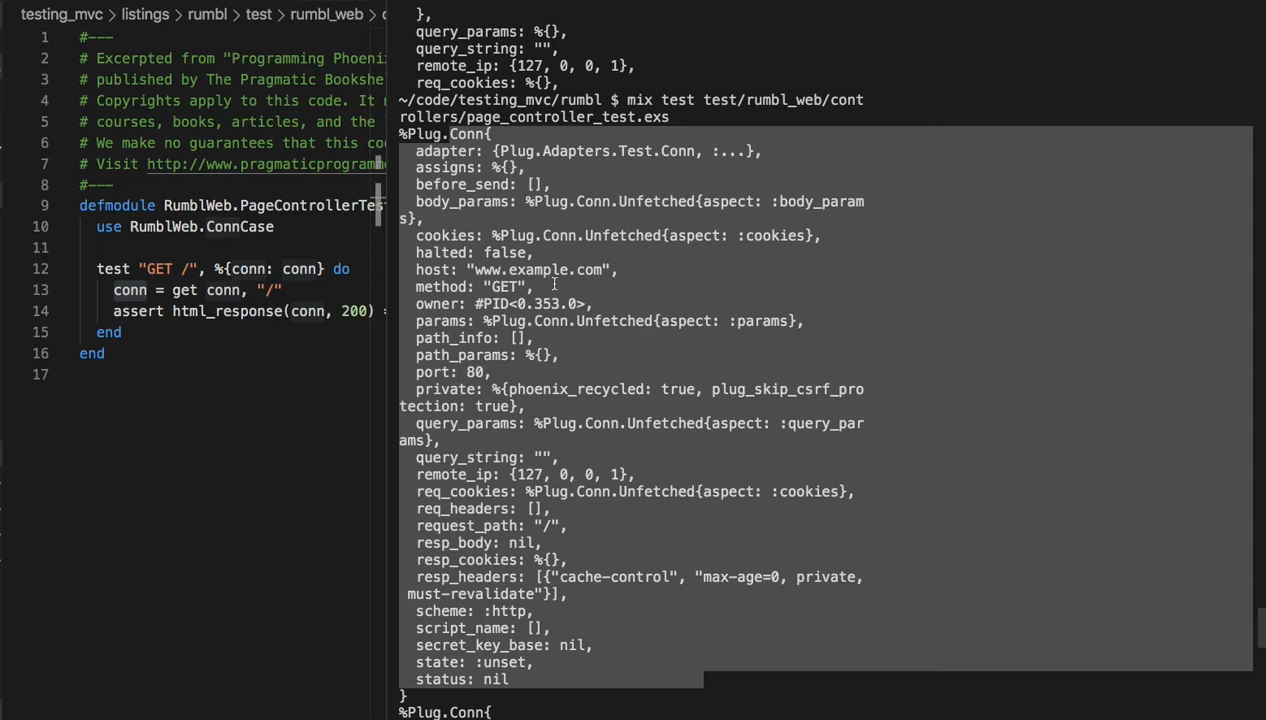 testing_mvc > listings > rumbl > test > rumbl_web >
1 #---
2 # Excerpted from "Programming Phoeni
3 # published by The Pragmatic Bookshe
4 # Copyrights apply to this code. It m
5 # courses, books, articles, and the
6 # We make no guarantees that this co
7 # Visit http://www.pragmaticprogramm
8 #---
9 defmodule RumblWeb.PageControllerTes
10 use RumblWeb.ConnCase
11
12 test "GET /", %{conn: conn} do
13 conn = get conn, "/"
14 assert html_response(conn, 200) =
15 end
16 end
17
},
query_params: %{},
query_string: "",
remote_ip: {127, 0, 0, 1},
req_cookies: %{},
~/code/testing_mvc/rumbl $ mix test test/rumbl_web/cont
rollers/page_controller_test.exs
%Plug.Conn{
adapter: {Plug.Adapters.Test.Conn, :...},
assigns: %{},
before_send: [],
body_params: %Plug.Conn.Unfetched{aspect: :body_param
s},
cookies: %Plug.Conn.Unfetched{aspect: :cookies},
halted: false,
host: "www.example.com",
method: "GET",
owner: #PID<0.353.0>,
params: %Plug.Conn.Unfetched{aspect: :params},
path_info: [],
path_params: %{},
port: 80,
private: %{phoenix_recycled: true, plug_skip_csrf_pro
tection: true},
query_params: %Plug.Conn.Unfetched{aspect: :query_par
ams},
query_string: "",
remote_ip: {127, 0, 0, 1},
req_cookies: %Plug.Conn.Unfetched{aspect: :cookies},
req_headers: [],
request_path: "/",
resp_body: nil,
resp_cookies: %{},
resp_headers: [{"cache-control", "max-age=0, private,
must-revalidate"}],
scheme: :http,
script_name: [],
secret_key_base: nil,
state: :unset,
status: nil
}
%Plug.Conn{